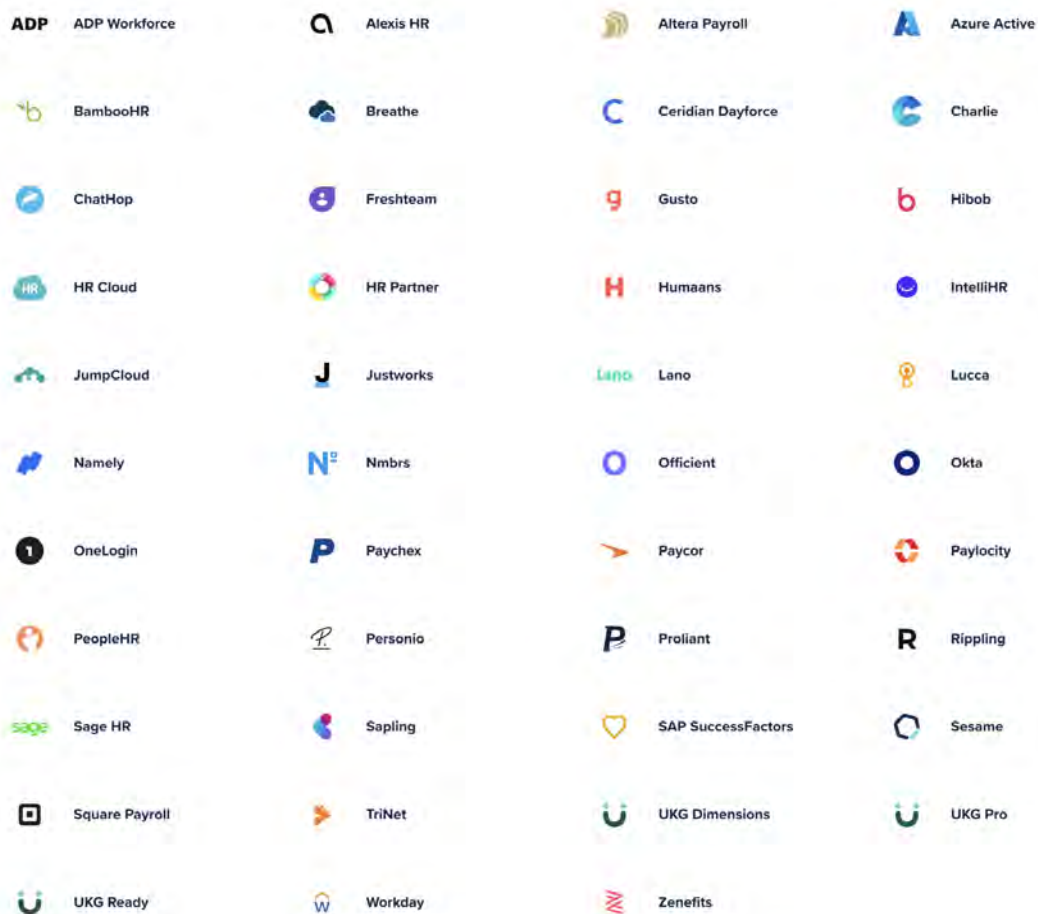 ADP ADP Workforce Alexis HR Altera Payroll Azure Active
BambooHR Breathe Ceridian Dayforce Charlie
ChatHop Freshteam Gusto Hibob
HR HR Cloud HR Partner Humaans IntelliHR
JumpCloud Justworks Lano Lano Lucca
Namely Nmbrs Officient Okta
1 OneLogin Paychex Paycor Paylocity
PeopleHR Personio Proliant Rippling
sage Sage HR Sapling SAP SuccessFactors Sesame
Square Payroll TriNet UKG Dimensions UKG Pro
UKG Ready Workday Zenefits